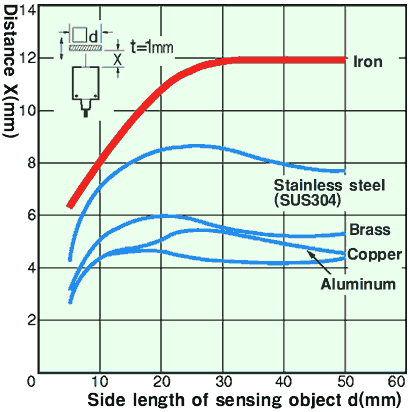 Distance X(mm)
14
12
10
8
6
4
2
0
d
t=1mm
X
Iron
Stainless steel
(SUS304)
Brass
Copper
Aluminum
10 20 30 40 50 60
Side length of sensing object d(mm)